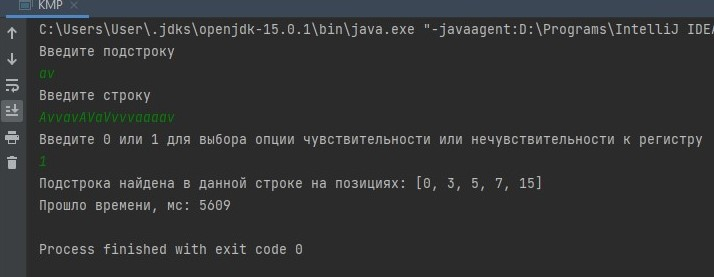 KMP
C:\Users\User\.jdks\openjdk-15.0.1\bin\java.exe "-javaagent:D:\Programs\IntelliJ IDEA
Введите подстроку
av
Введите строку
AvvavAVaVvvvaaaav
Введите 0 или 1 для выбора опции чувствительности или нечувствительности к регистру
1
Подстрока найдена в данной строке на позициях: [0, 3, 5, 7, 15]
Прошло времени, мс: 5609
Process finished with exit code 0